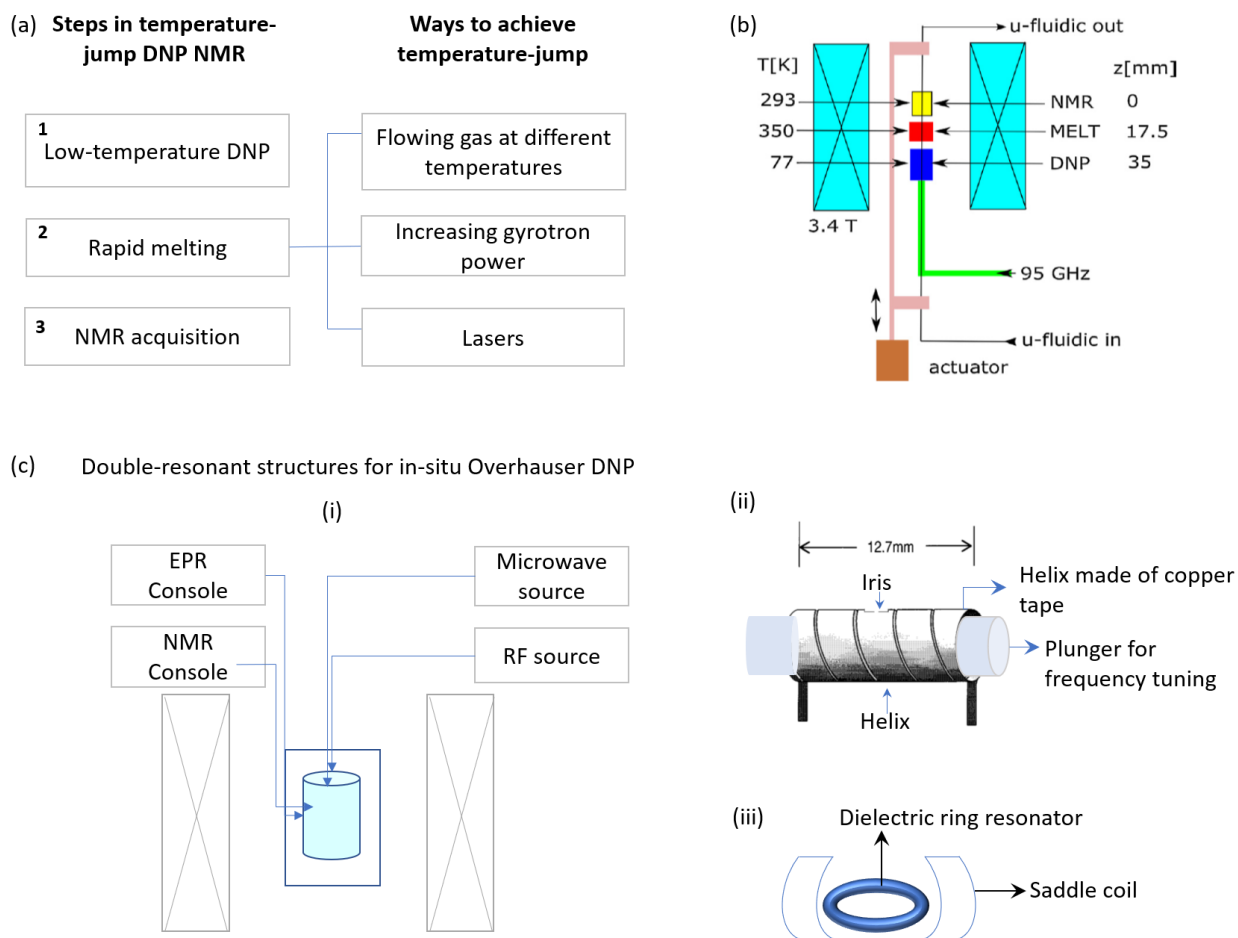 (a)
Steps in temperature-
jump DNP NMR
Ways to achieve
temperature-jump
1
Low-temperature DNP
2
Rapid melting
3
NMR acquisition
Flowing gas at different
temperatures
Increasing gyrotron
power
Lasers
(b)
u-fluidic out
T[K]
z[mm]
293
NMR
0
350
MELT
17.5
77
DNP
35
3.4 T
95 GHz
u-fluidic in
actuator
(c)
Double-resonant structures for in-situ Overhauser DNP
(i)
EPR
Console
NMR
Console
Microwave
source
RF source
(ii)
12.7mm
Iris
Helix made of copper
tape
Plunger for
frequency tuning
Helix
(iii)
Dielectric ring resonator
Saddle coil